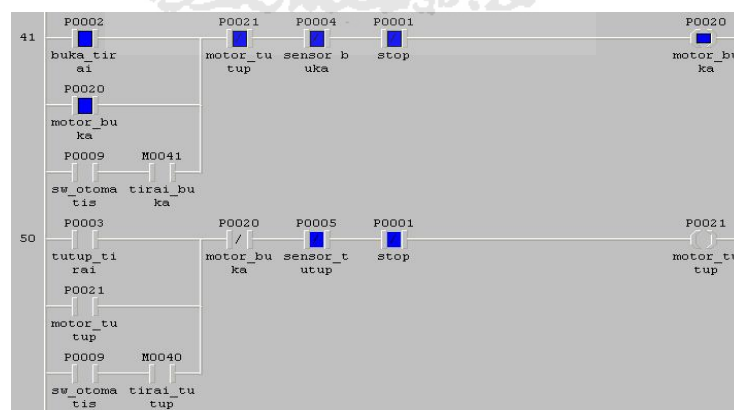 P0002 P0021 P0004 P0001 P0020
41
buka_tir motor_tu sensor_b stop motor_bu
ai tup uka ka
P0020
motor_bu
ka
P0009 M0041
sw_otoma tirai_bu
tis ka
P0003 P0020 P0005 P0001 P0021
50
tutup_ti motor_bu sensor_t stop motor_tu
rai ka utup tup
P0021
motor_tu
tup
P0009 M0040
sw_otoma tirai_tu
tis tup